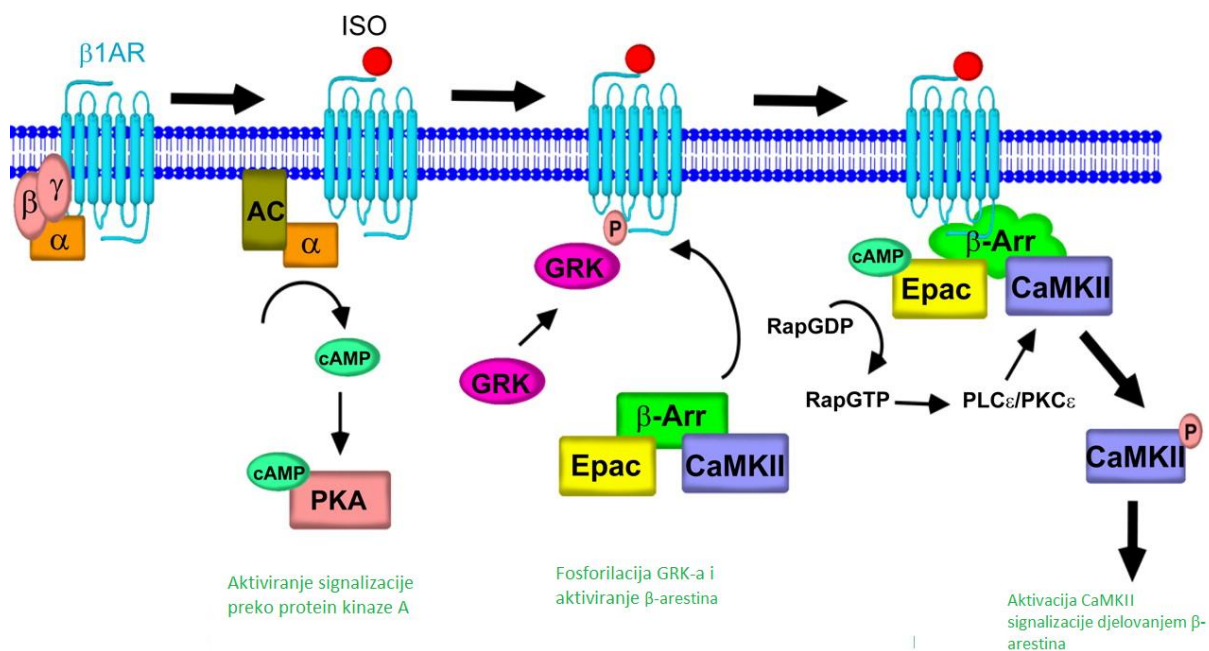 ISO
β1AR
β
γ
α
AC
α
cAMP
cAMP
PKA
Aktiviranje signalizacije
preko protein kinaze A
P
GRK
GRK
β-Arr
Epac
CaMKII
Fosforilacija GRK-a i
aktiviranje β-arestina
β-Arr
cAMP
Epac
CaMKII
RapGDP
RapGTP
PLCε/PKCε
P
CaMKII
Aktivacija CaMKII
signalizacije djelovanjem β-
arestina